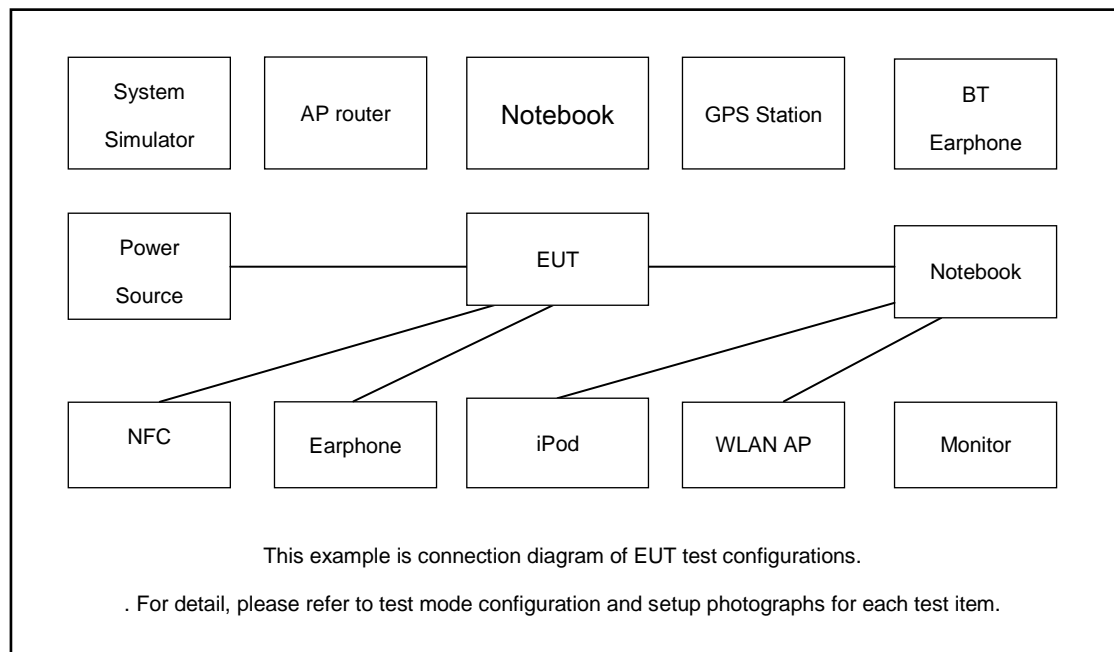 System
Simulator
AP router
Notebook
GPS Station
BT
Earphone
Power
Source
EUT
Notebook
NFC
Earphone
iPod
WLAN AP
Monitor
This example is connection diagram of EUT test configurations.
. For detail, please refer to test mode configuration and setup photographs for each test item.